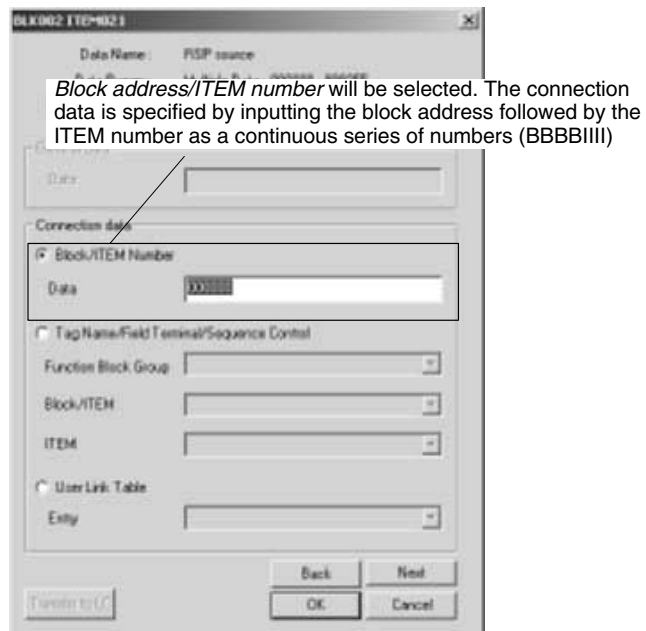 BLK002 ITEM021
Data Name : RSP source
Block address/ITEM number will be selected. The connection
data is specified by inputting the block address followed by the
ITEM number as a continuous series of numbers (BBBBIIII)
Data
Connection data
Block/ITEM Number
Data 000000
Tag Name/Field Terminal/Sequence Control
Function Block Group
Block/ITEM
ITEM
User Link Table
Entry
Back Next
Transfer to LC OK Cancel